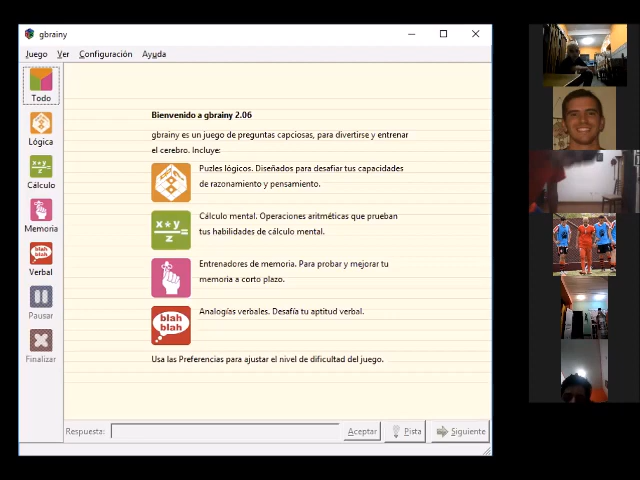 gbrainy
Juego Ver Configuración Ayuda
Todo
Lógica
Cálculo
Memoria
Verbal
Pausar
Finalizar
Bienvenido a gbrainy 2.06
gbrainy es un juego de preguntas capciosas, para divertirse y entrenar
el cerebro. Incluye:
Puzles lógicos. Diseñados para desafiar tus capacidades
de razonamiento y pensamiento.
Cálculo mental. Operaciones aritméticas que prueban
tus habilidades de cálculo mental.
Entrenadores de memoria. Para probar y mejorar tu
memoria a corto plazo.
Analogías verbales. Desafía tu aptitud verbal.
blah
blah
Usa las Preferencias para ajustar el nivel de dificultad del juego.
Respuesta: Aceptar Pista Siguiente